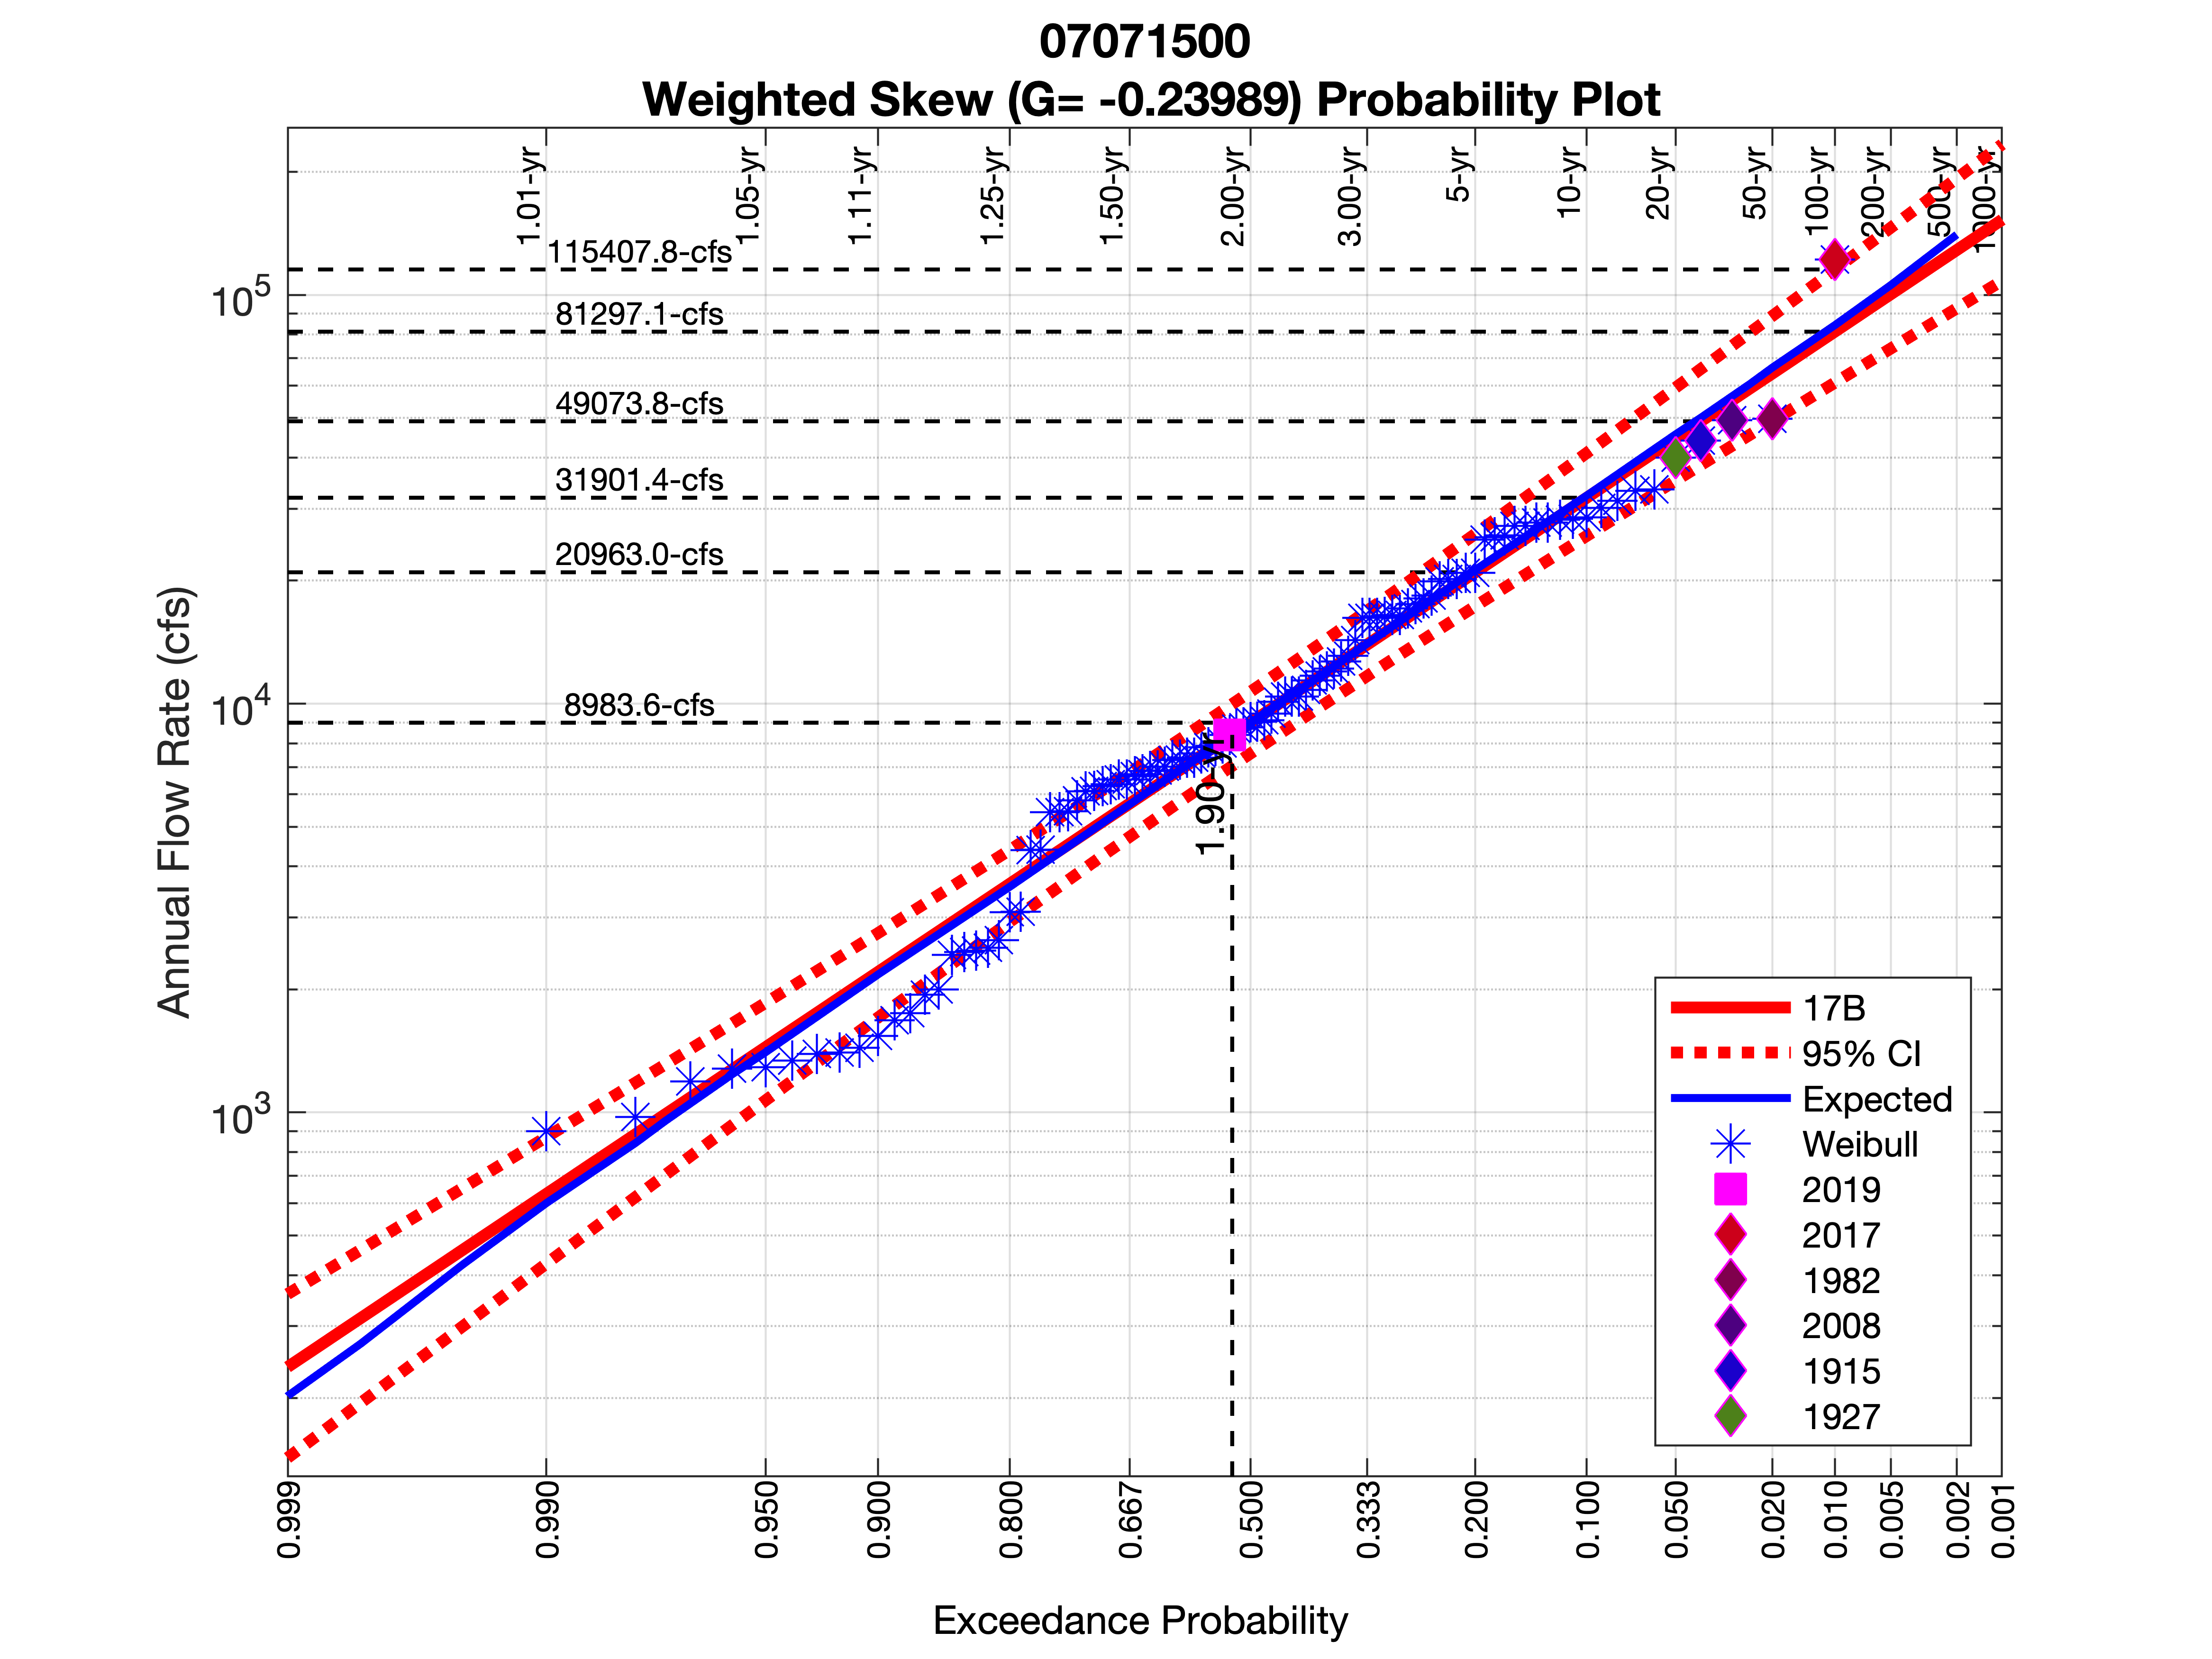 07071500
Weighted Skew (G= -0.23989) Probability Plot
1.01-yr
1.05-yr
1.11-yr
1.25-yr
1.50-yr
2.00-yr
3.00-yr
5-yr
10-yr
20-yr
50-yr
100-yr
200-yr
500-yr
1000-yr
115407.8-cfs
81297.1-cfs
49073.8-cfs
31901.4-cfs
20963.0-cfs
8983.6-cfs
1.90-yr
10^5
10^4
10^3
Annual Flow Rate (cfs)
17B
95% CI
Expected
Weibull
2019
2017
1982
2008
1915
1927
0.999
0.990
0.950
0.900
0.800
0.667
0.500
0.333
0.200
0.100
0.050
0.020
0.010
0.005
0.002
0.001
Exceedance Probability